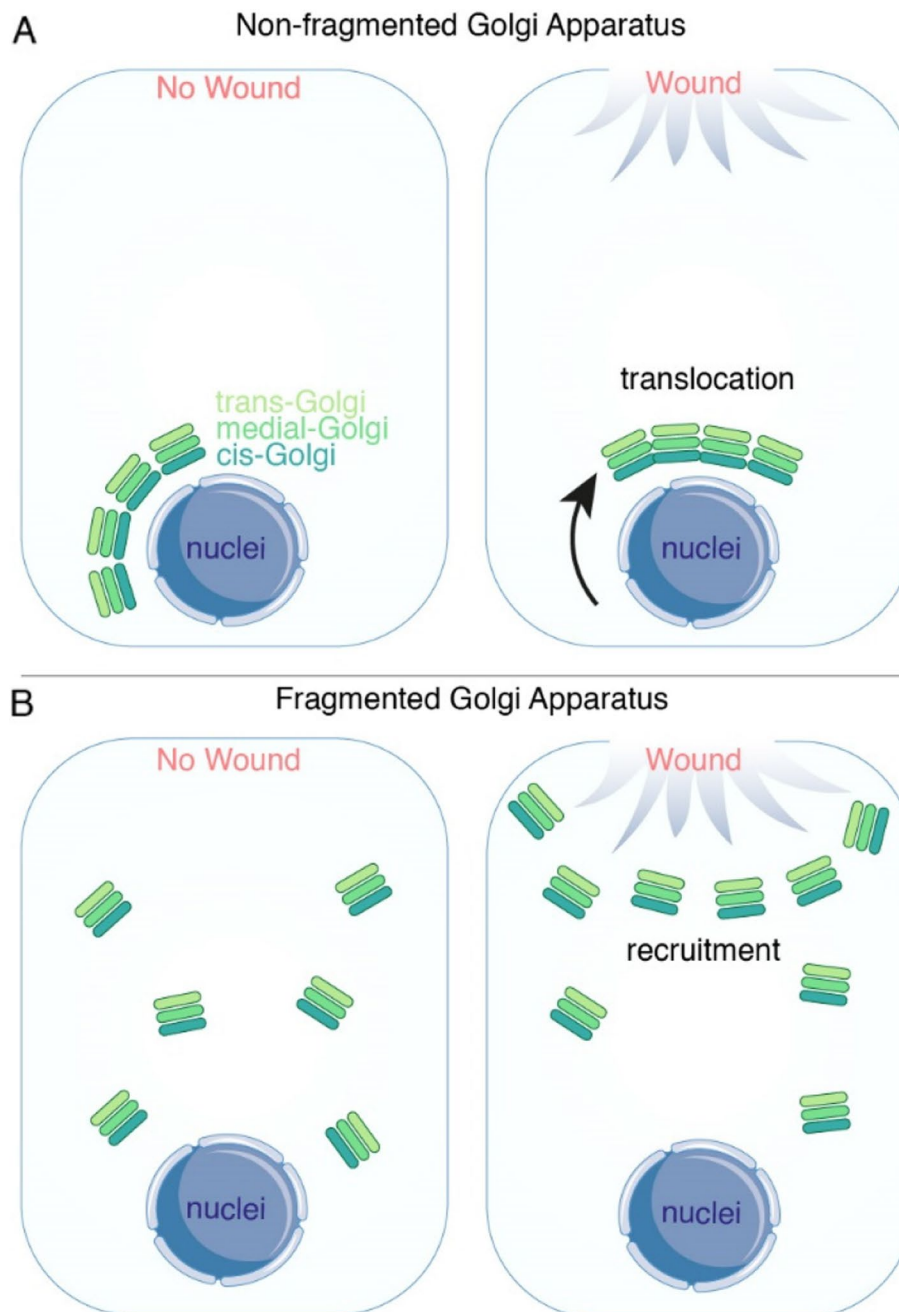 A
Non-fragmented Golgi Apparatus
No Wound
Wound
trans-Golgi
medial-Golgi
cis-Golgi
translocation
nuclei
nuclei
B
Fragmented Golgi Apparatus
No Wound
Wound
recruitment
nuclei
nuclei